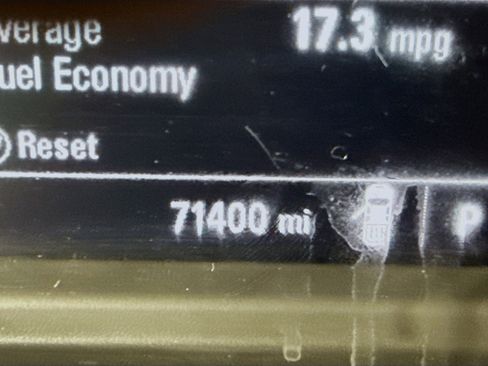 verage
17.3 mpg
uel Economy
Reset
71400 mi
P